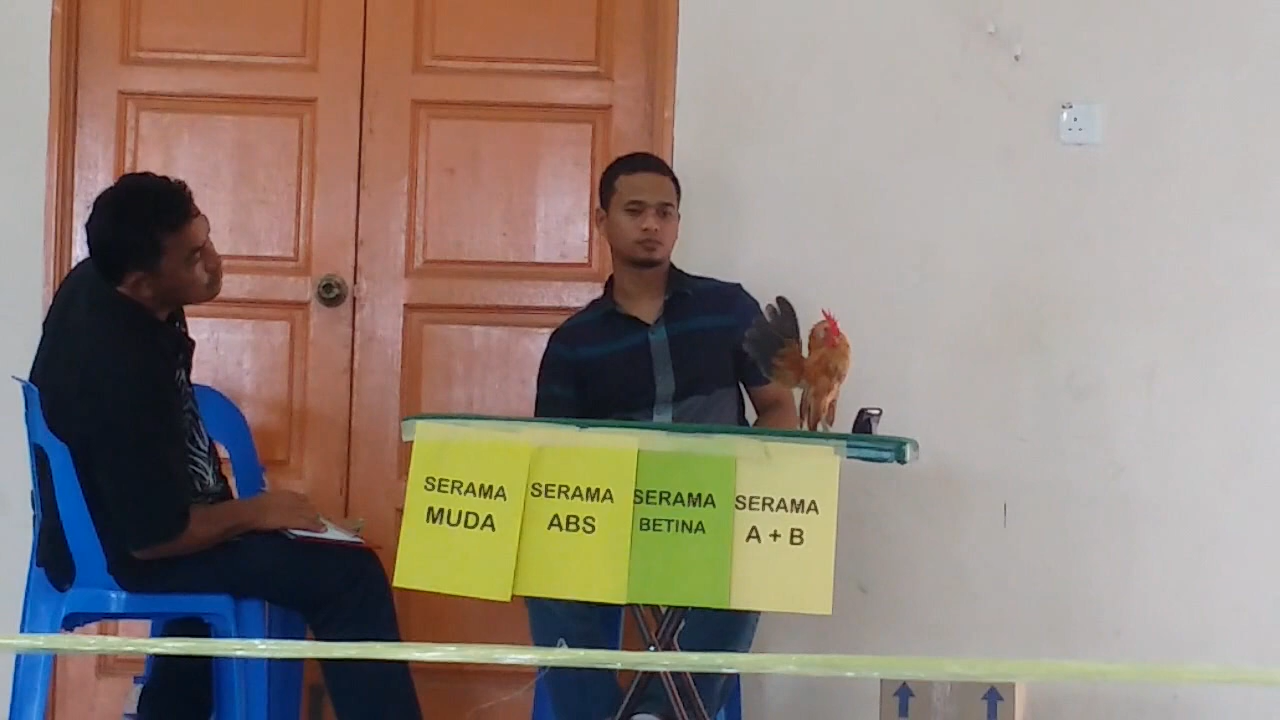 SERAMA
MUDA
SERAMA
ABS
SERAMA
BETINA
SERAMA
A + B